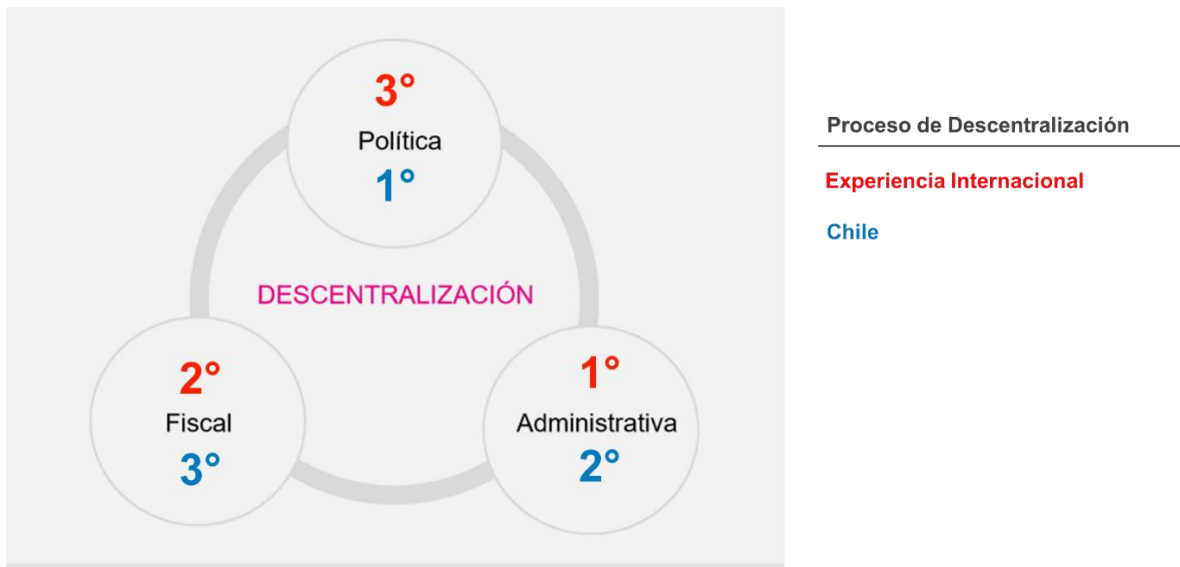 3°
Política
1°
DESCENTRALIZACIÓN
2°
Fiscal
3°
1°
Administrativa
2°
Proceso de Descentralización
Experiencia Internacional
Chile